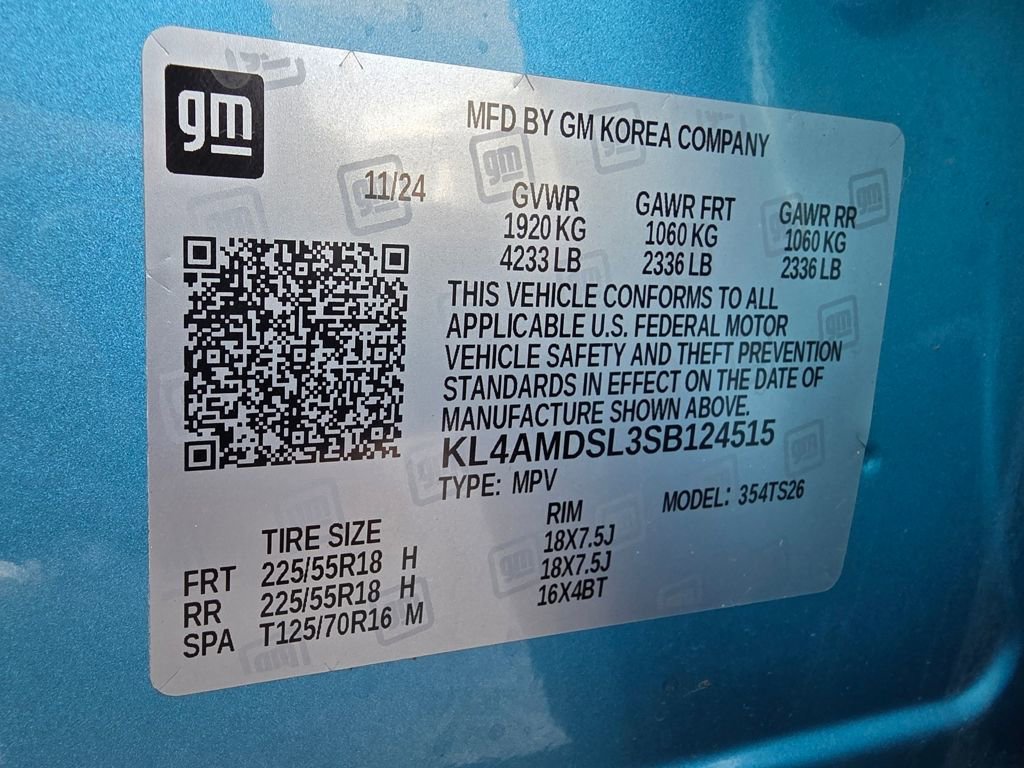 gm
MFD BY GM KOREA COMPANY
11/24
GVWR GAWR FRT GAWR RR
1920 KG 1060 KG 1060 KG
4233 LB 2336 LB 2336 LB
THIS VEHICLE CONFORMS TO ALL
APPLICABLE U.S. FEDERAL MOTOR
VEHICLE SAFETY AND THEFT PREVENTION
STANDARDS IN EFFECT ON THE DATE OF
MANUFACTURE SHOWN ABOVE.
KL4AMDSL3SB124515
TYPE: MPV MODEL: 354TS26
TIRE SIZE RIM
FRT 225/55R18 H 18X7.5J
RR 225/55R18 H 18X7.5J
SPA T125/70R16 M 16X4BT